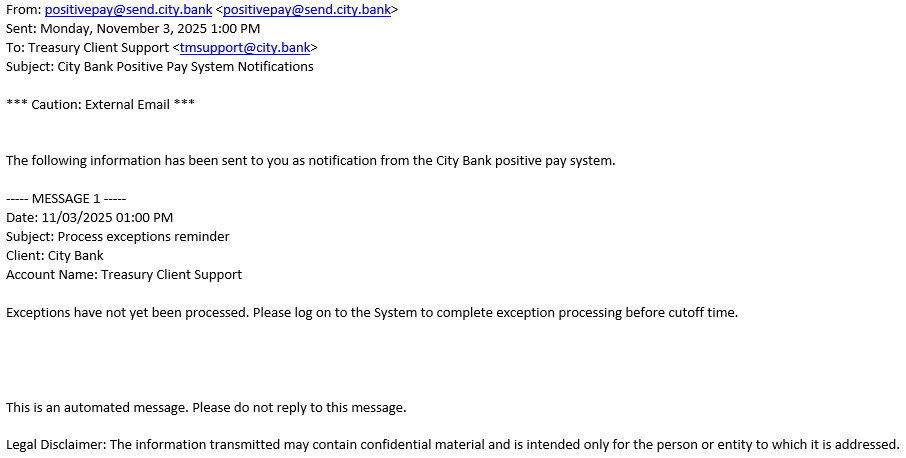 From: positivepay@send.city.bank <positivepay@send.city.bank>
Sent: Monday, November 3, 2025 1:00 PM
To: Treasury Client Support <tmsupport@city.bank>
Subject: City Bank Positive Pay System Notifications
*** Caution: External Email ***
The following information has been sent to you as notification from the City Bank positive pay system.
----- MESSAGE 1 -----
Date: 11/03/2025 01:00 PM
Subject: Process exceptions reminder
Client: City Bank
Account Name: Treasury Client Support
Exceptions have not yet been processed. Please log on to the System to complete exception processing before cutoff time.
This is an automated message. Please do not reply to this message.
Legal Disclaimer: The information transmitted may contain confidential material and is intended only for the person or entity to which it is addressed.